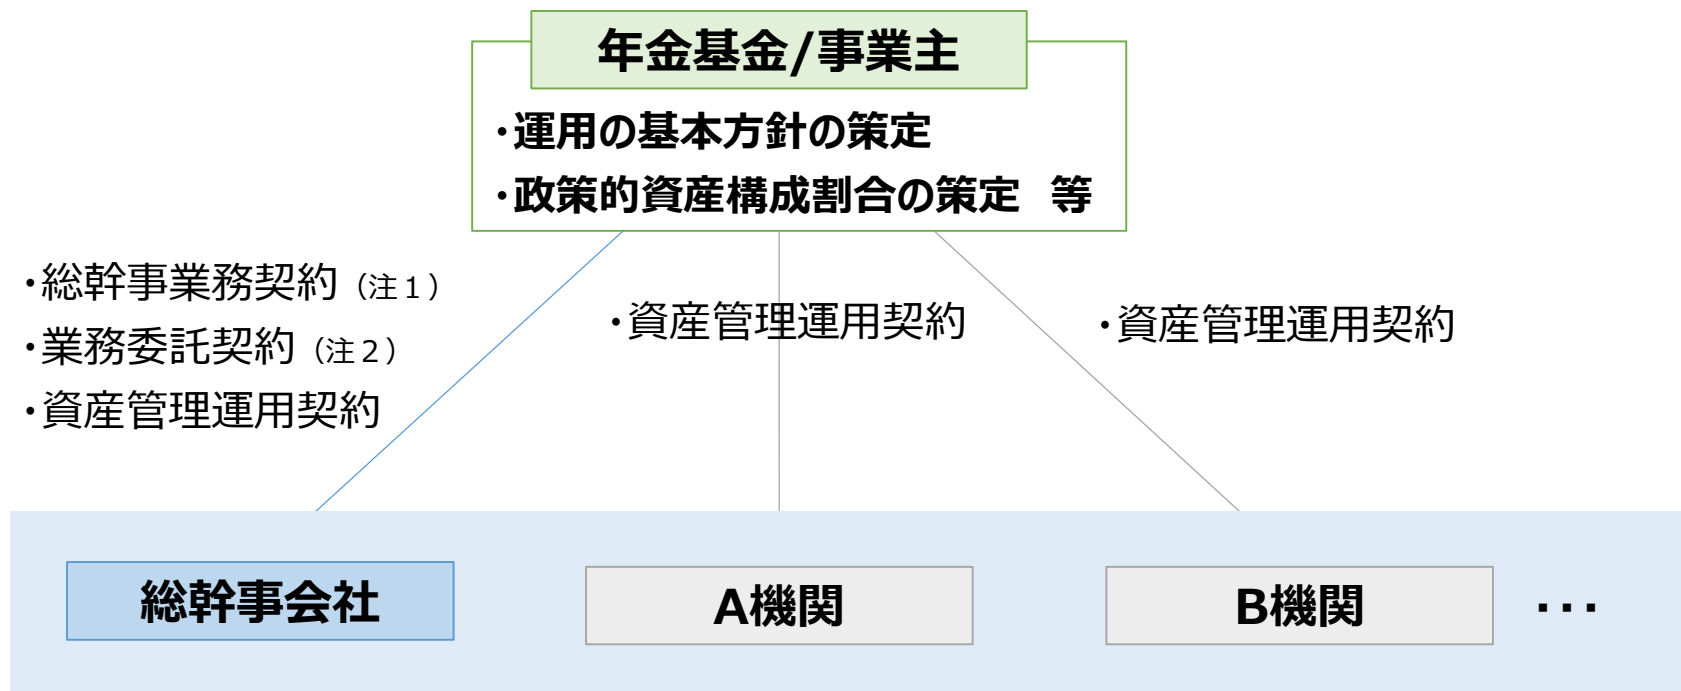 年金基金/事業主
・運用の基本方針の策定
・政策的資産構成割合の策定　等
・総幹事業務契約（注１）
・業務委託契約（注２）
・資産管理運用契約
・資産管理運用契約
・資産管理運用契約
総幹事会社
A機関
B機関
・・・